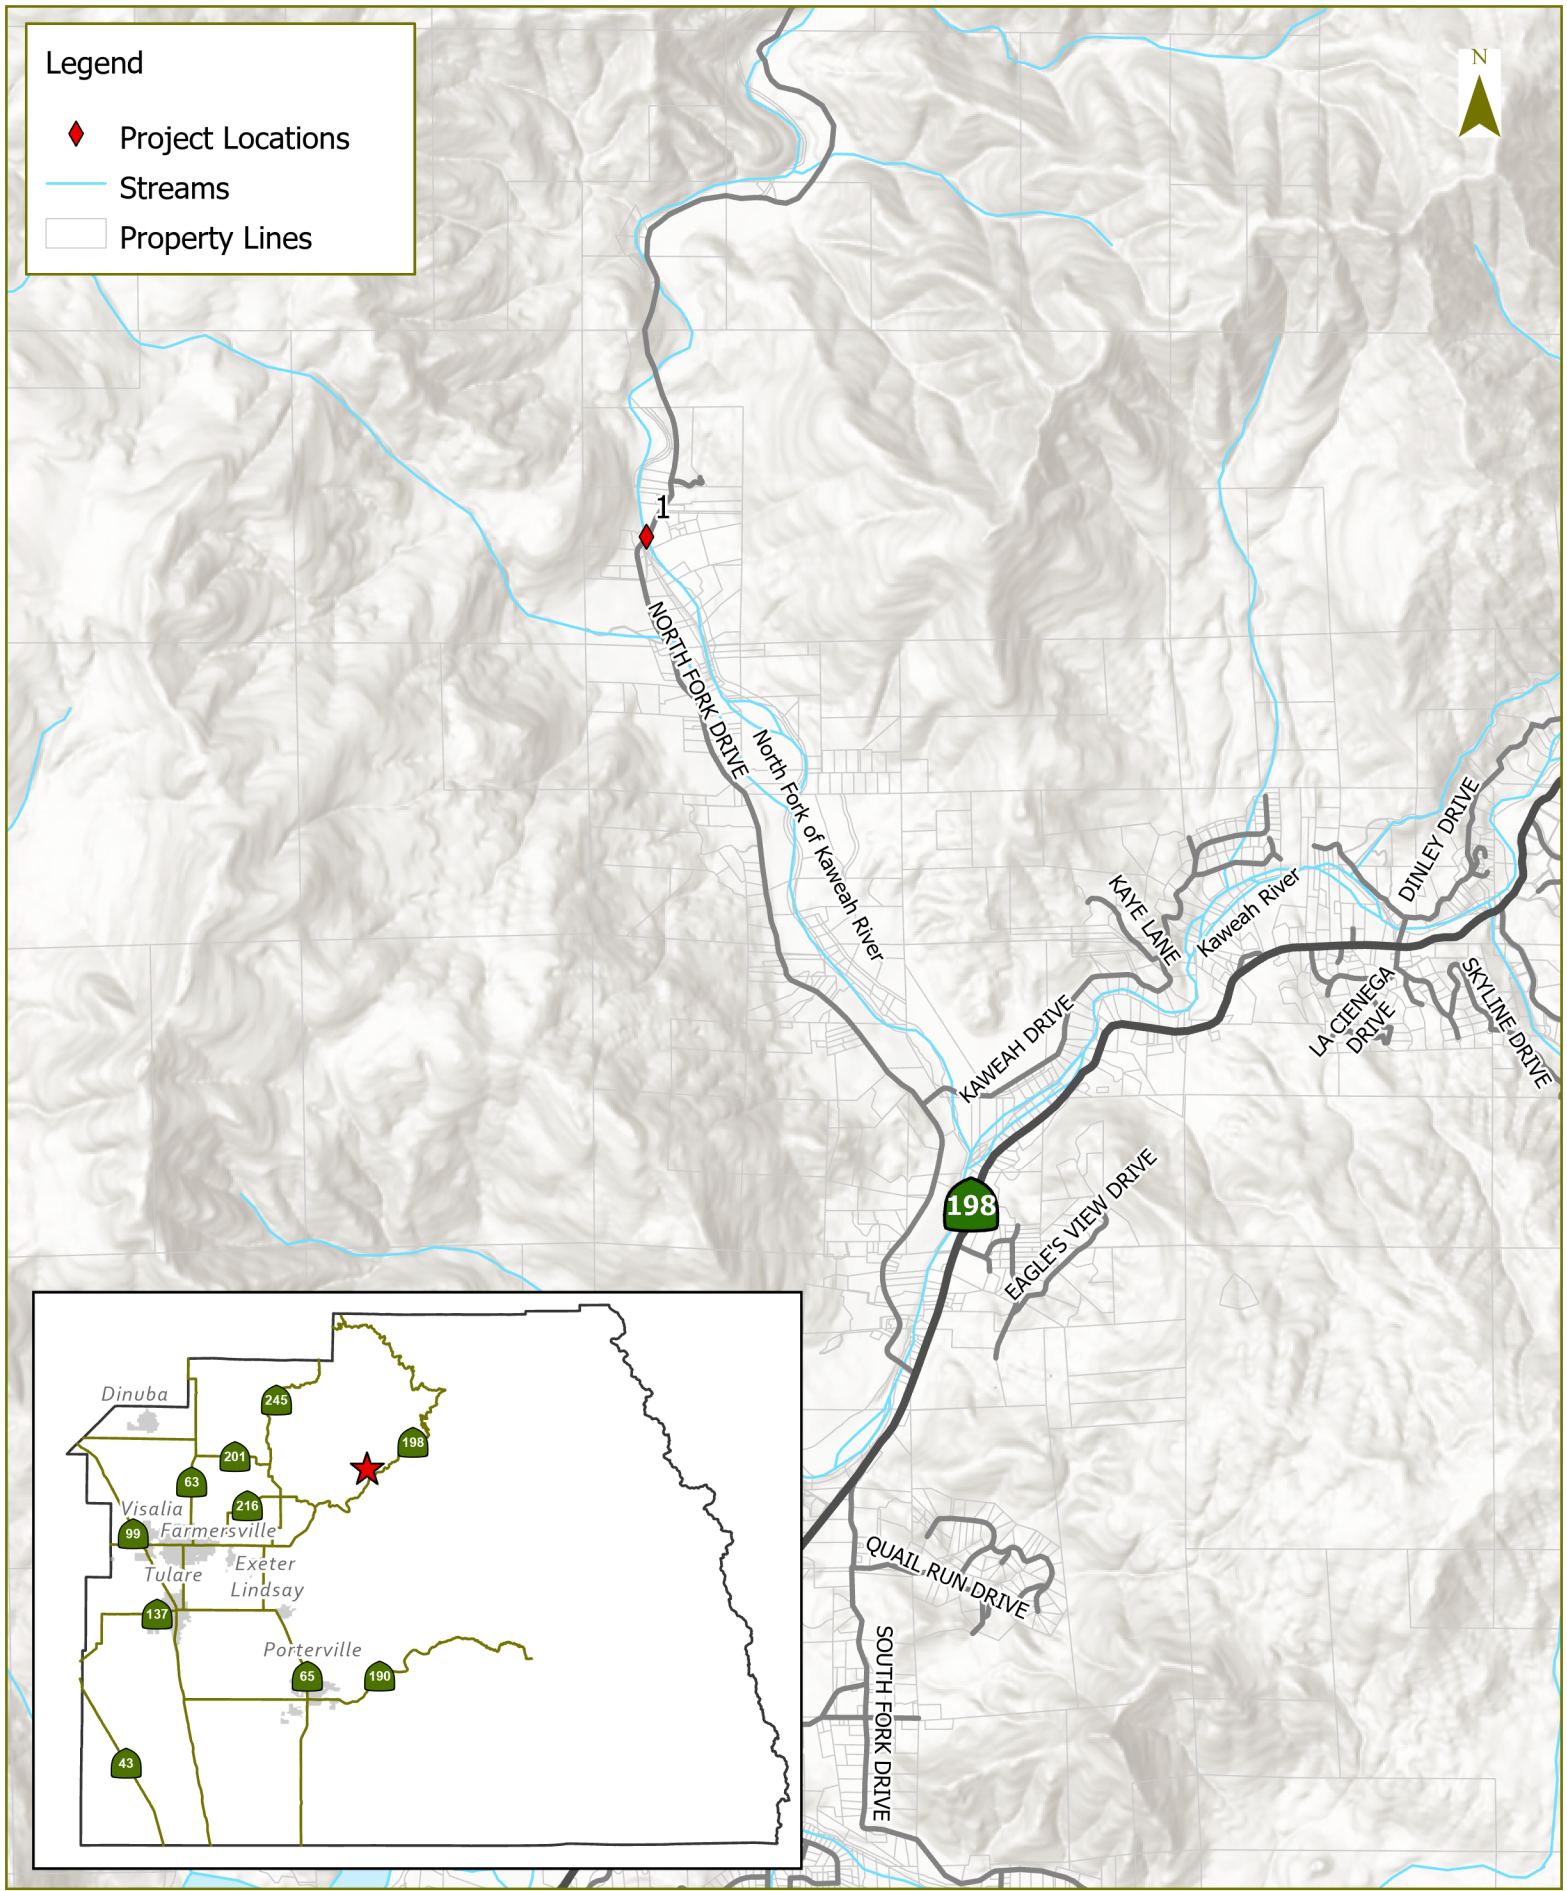 Legend
Project Locations
Streams
Property Lines
N
1
NORTH FORK DRIVE
North Fork of Kaweah River
DINLEY DRIVE
KAYE LANE
Kaweah River
SKYLINE DRIVE
LA CIENEGA
DRIVE
KAWEAH DRIVE
198
EAGLE'S VIEW DRIVE
QUAIL RUN DRIVE
SOUTH FORK DRIVE
Dinuba
245
198
201
63
216
Visalia
99
Farmersville
Exeter
Tulare
Lindsay
137
Porterville
65
190
43